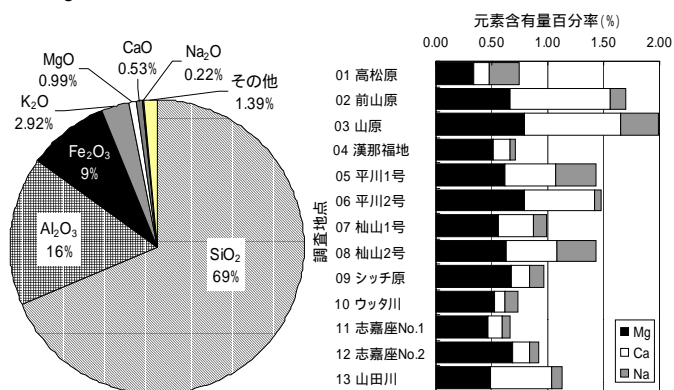 CaO
0.53%
Na₂O
0.22%
MgO
0.99%
その他
1.39%
K₂O
2.92%
Fe₂O₃
9%
Al₂O₃
16%
SiO₂
69%
元素含有量百分率(%)
0.00 0.50 1.00 1.50 2.00
調査地点
01 高松原
02 前山原
03 山原
04 漢那福地
05 平川1号
06 平川2号
07 杣山1号
08 杣山2号
09 シッチ原
10 ウッタ川
11 志嘉座No.1
12 志嘉座No.2
13 山田川
Mg
Ca
Na